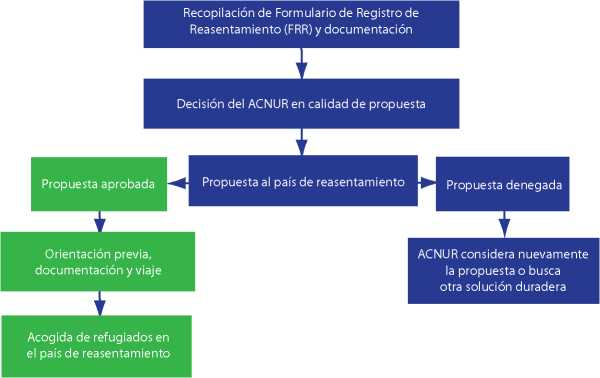 Recopilación de Formulario de Registro de
Reasentamiento (FRR) y documentación
Decisión del ACNUR en calidad de propuesta
Propuesta aprobada
Propuesta al país de reasentamiento
Propuesta denegada
Orientación previa,
documentación y viaje
ACNUR considera nuevamente
la propuesta o busca
otra solución duradera
Acogida de refugiados en
el país de reasentamiento